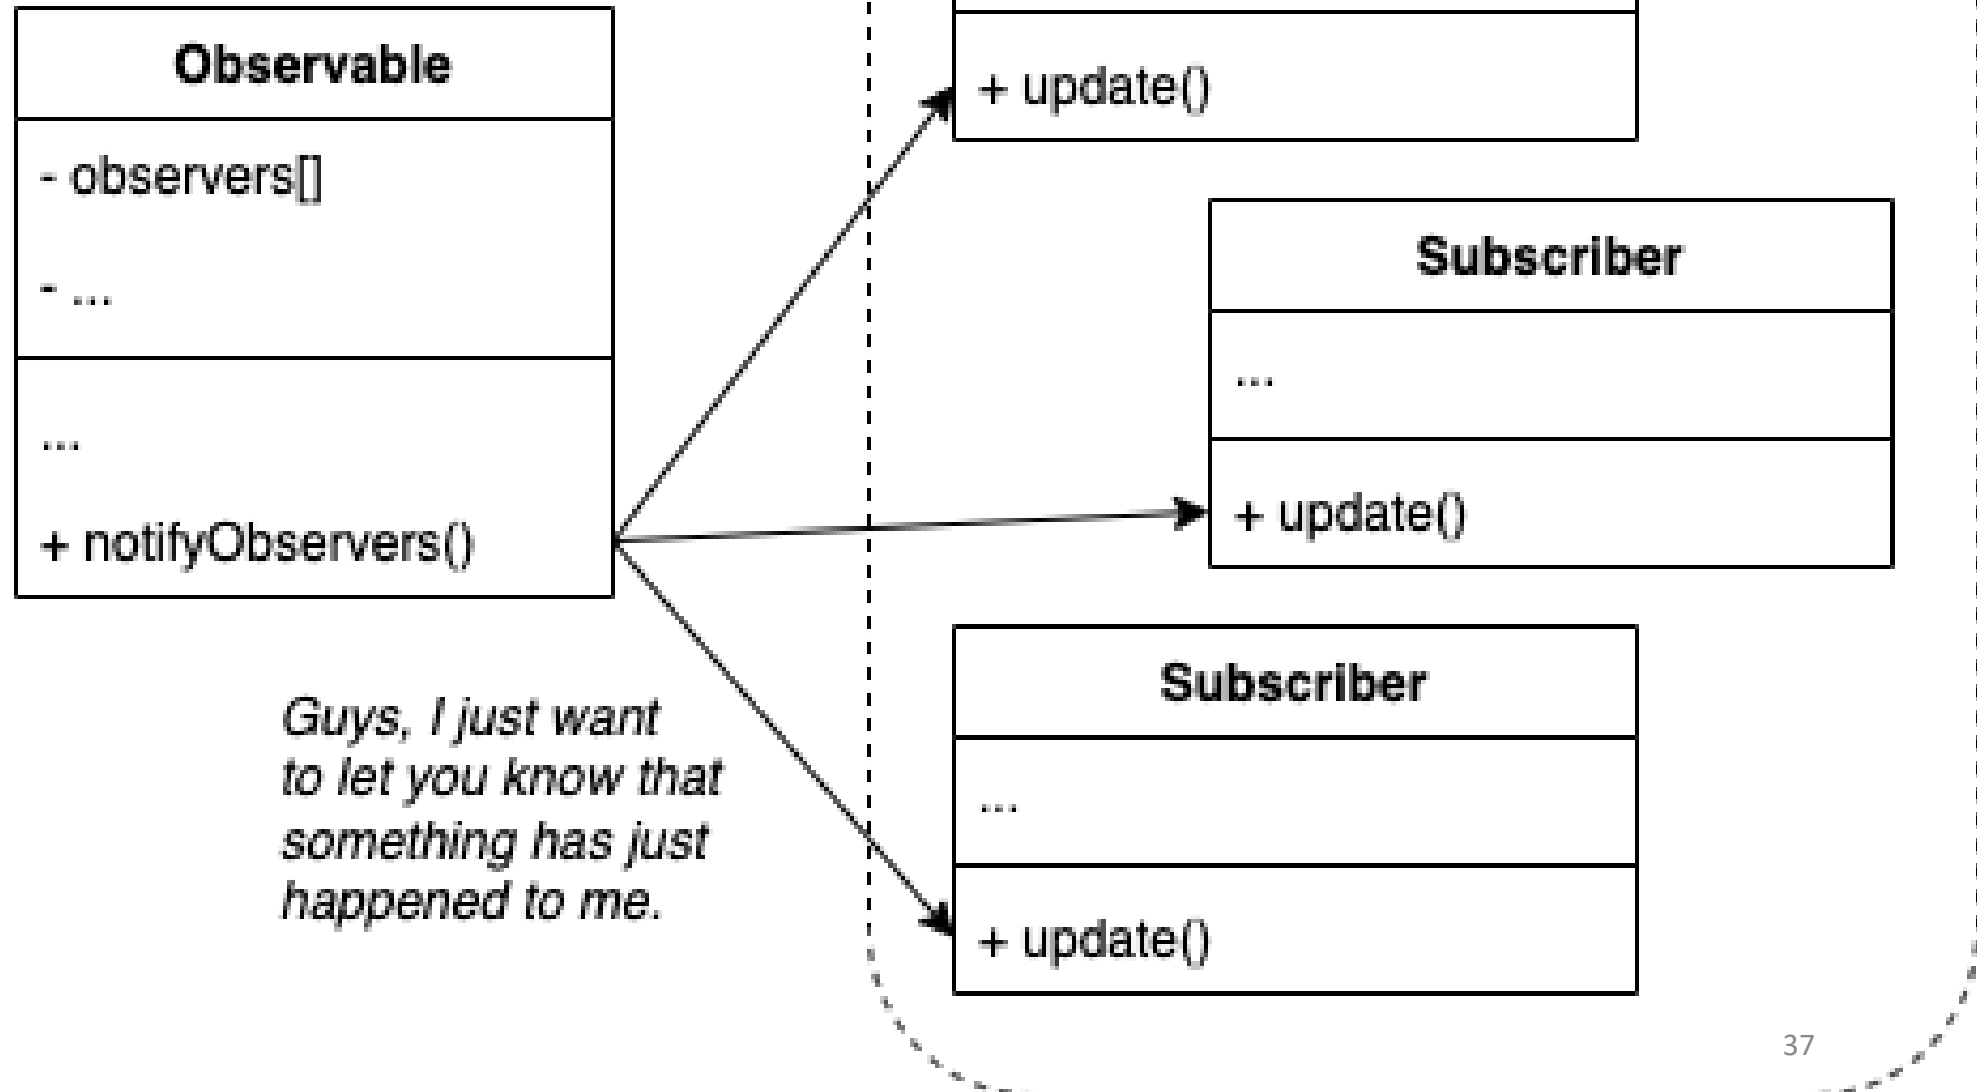 Observable
- observers[]
- ...
...
+ notifyObservers()
Guys, I just want
to let you know that
something has just
happened to me.
+ update()
Subscriber
...
+ update()
Subscriber
...
+ update()
37